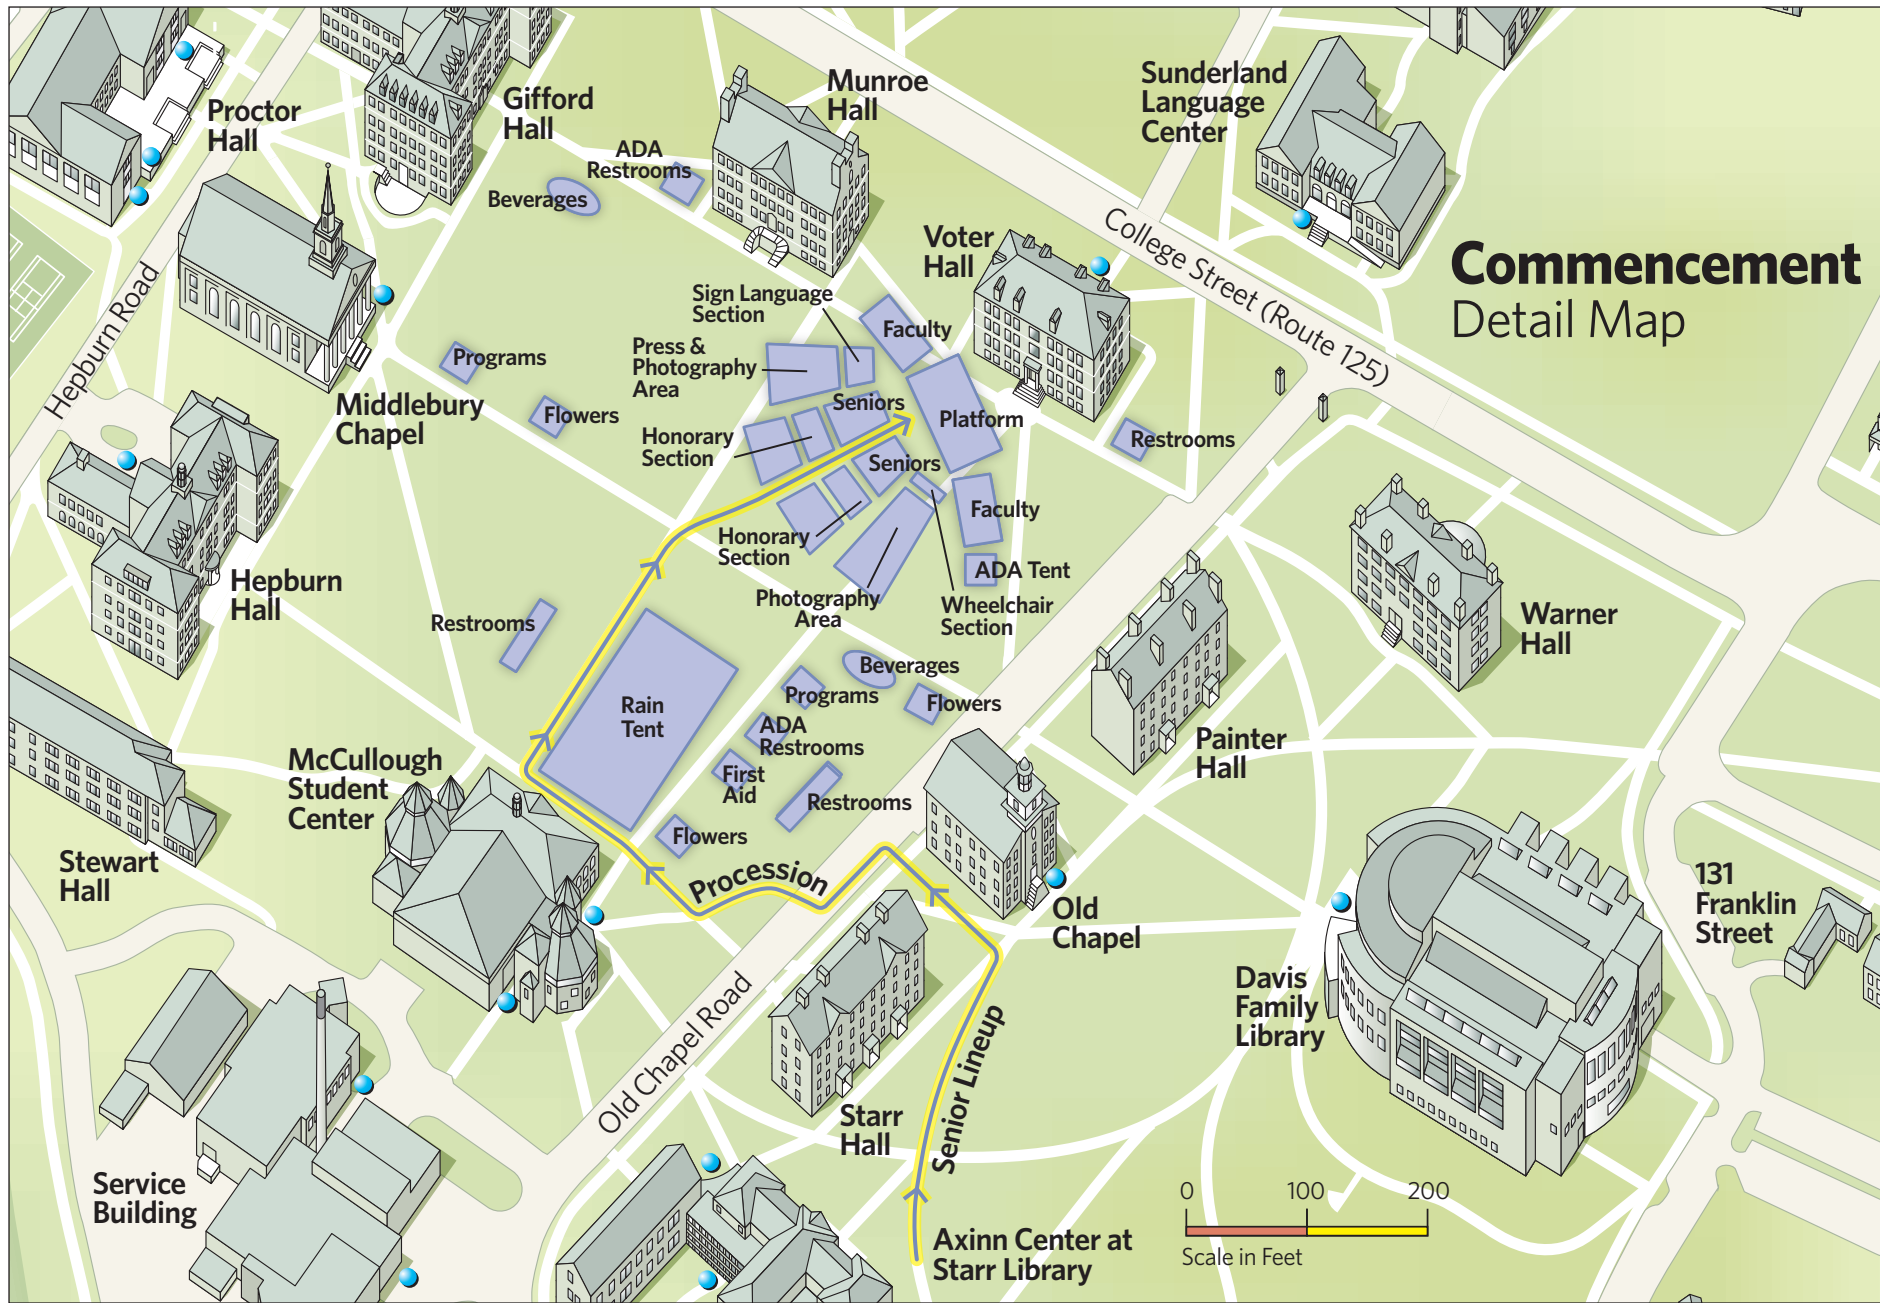 Proctor
Hall
Gifford
Hall
Munroe
Hall
Sunderland
Language
Center
ADA
Restrooms
Beverages
Voter
Hall
College Street (Route 125)
Commencement
Detail Map
Hepburn Road
Sign Language
Section
Faculty
Press &
Photography
Area
Programs
Middlebury
Chapel
Flowers
Seniors
Platform
Honorary
Section
Restrooms
Seniors
Faculty
Honorary
Section
ADA Tent
Photography
Area
Wheelchair
Section
Hepburn
Hall
Restrooms
Warner
Hall
Rain
Tent
Beverages
Programs
Flowers
ADA
Restrooms
Painter
Hall
McCullough
Student
Center
First
Aid
Restrooms
Flowers
Stewart
Hall
Procession
Old
Chapel
131
Franklin
Street
Davis
Family
Library
Old Chapel Road
Senior Lineup
Starr
Hall
Service
Building
Axinn Center at
Starr Library
0 100 200
Scale in Feet